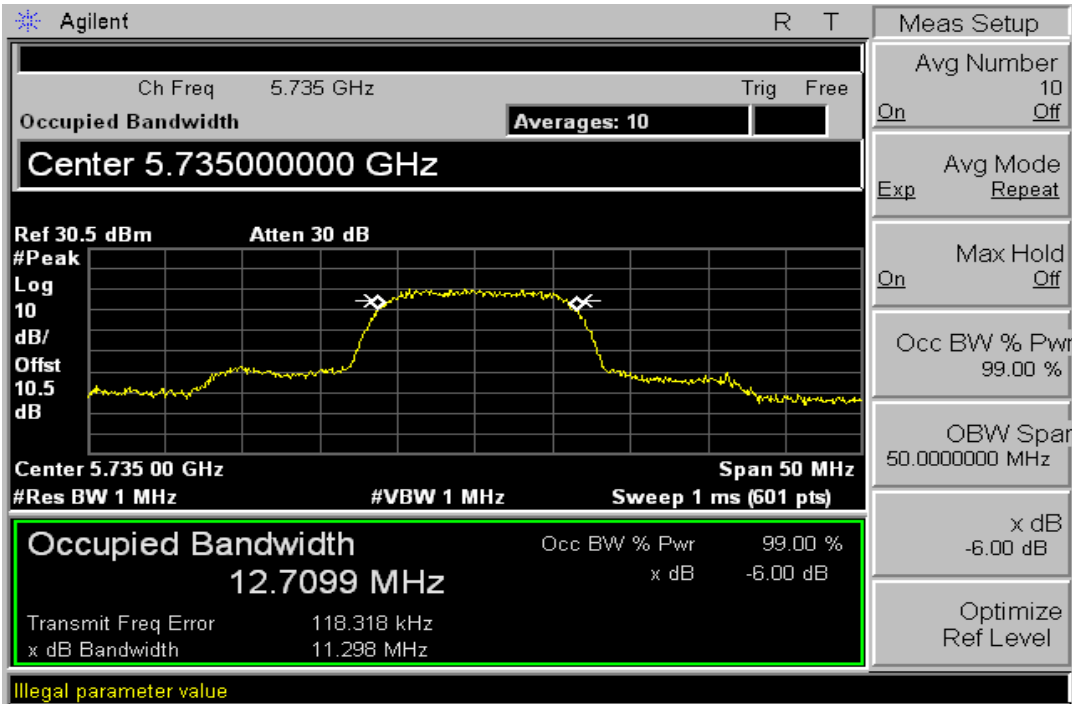 Agilent R T
Ch Freq 5.735 GHz Trig Free
Occupied Bandwidth Averages: 10
Center 5.735000000 GHz
Ref 30.5 dBm Atten 30 dB
#Peak
Log
10
dB/
Offst
10.5
dB
Center 5.735 00 GHz Span 50 MHz
#Res BW 1 MHz #VBW 1 MHz Sweep 1 ms (601 pts)
Occupied Bandwidth Occ BW % Pwr 99.00 %
12.7099 MHz x dB -6.00 dB
Transmit Freq Error 118.318 kHz
x dB Bandwidth 11.298 MHz
Illegal parameter value
Meas Setup
Avg Number
10
On Off
Avg Mode
Exp Repeat
Max Hold
On Off
Occ BW % Pwr
99.00 %
OBW Span
50.0000000 MHz
x dB
-6.00 dB
Optimize
Ref Level